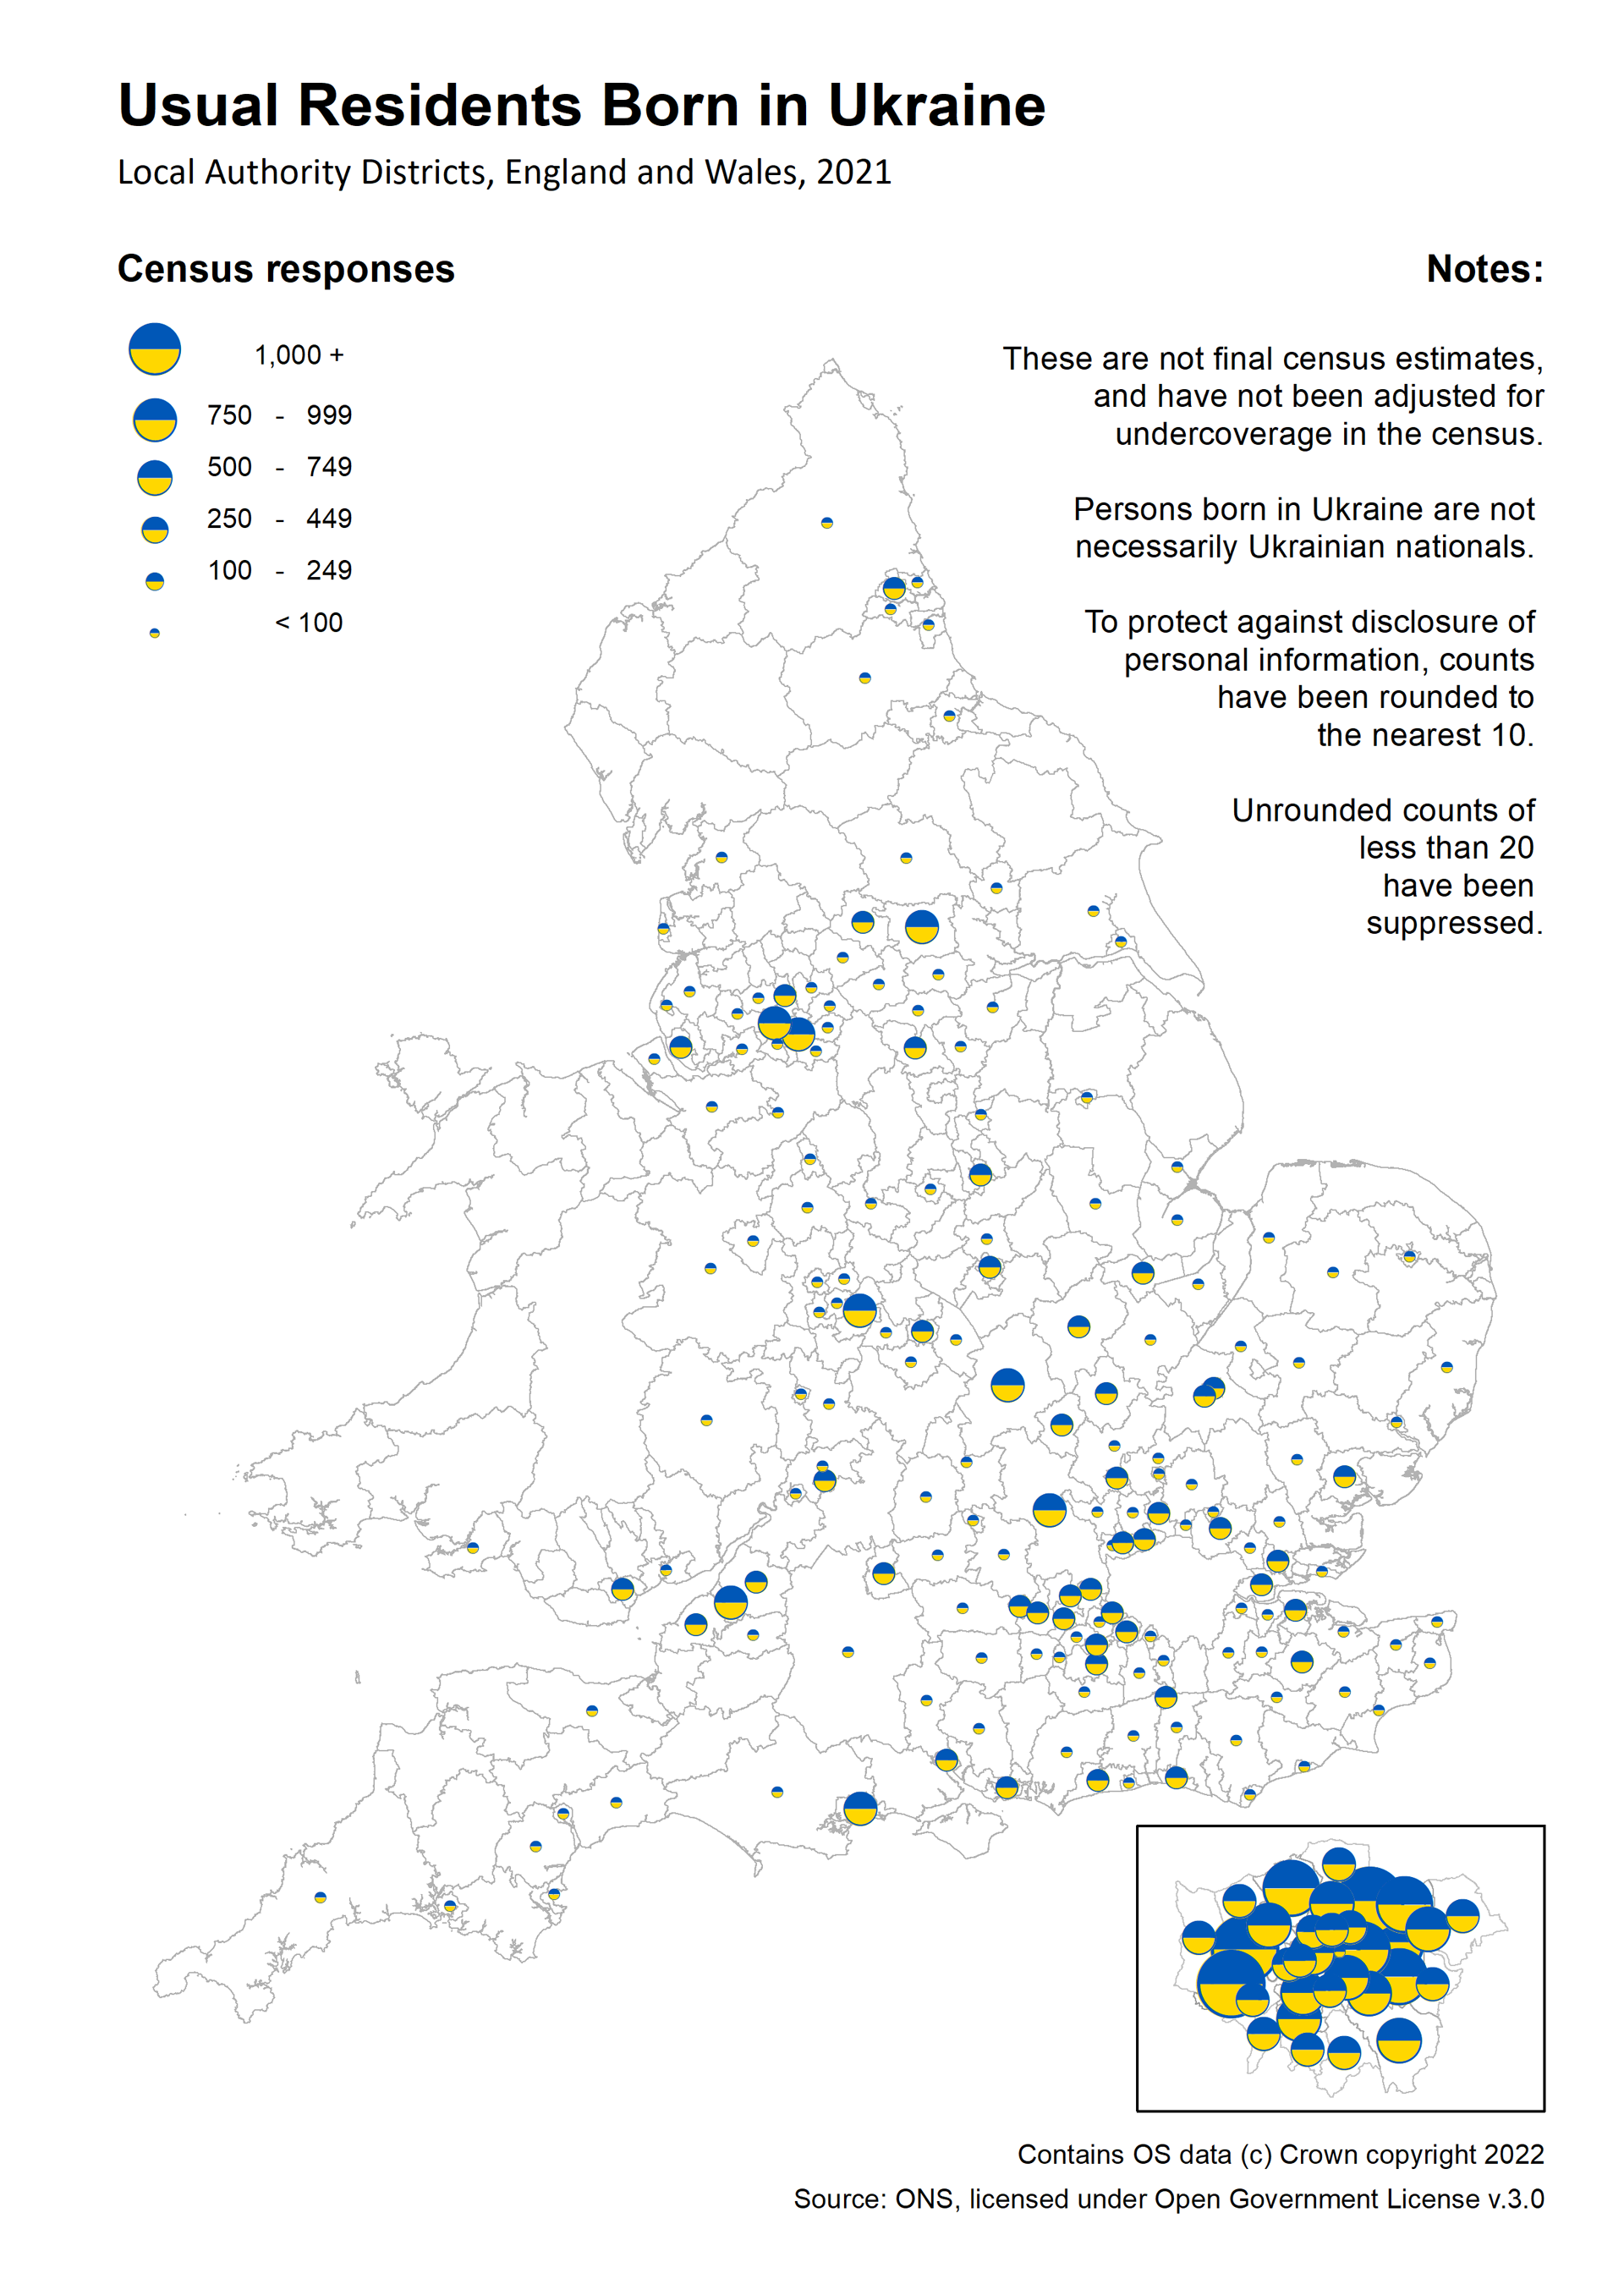 Usual Residents Born in Ukraine
Local Authority Districts, England and Wales, 2021
Census responses
1,000 +
750 - 999
500 - 749
250 - 449
100 - 249
< 100
Notes:
These are not final census estimates,
and have not been adjusted for
undercoverage in the census.
Persons born in Ukraine are not
necessarily Ukrainian nationals.
To protect against disclosure of
personal information, counts
have been rounded to
the nearest 10.
Unrounded counts of
less than 20
have been
suppressed.
Contains OS data (c) Crown copyright 2022
Source: ONS, licensed under Open Government License v.3.0